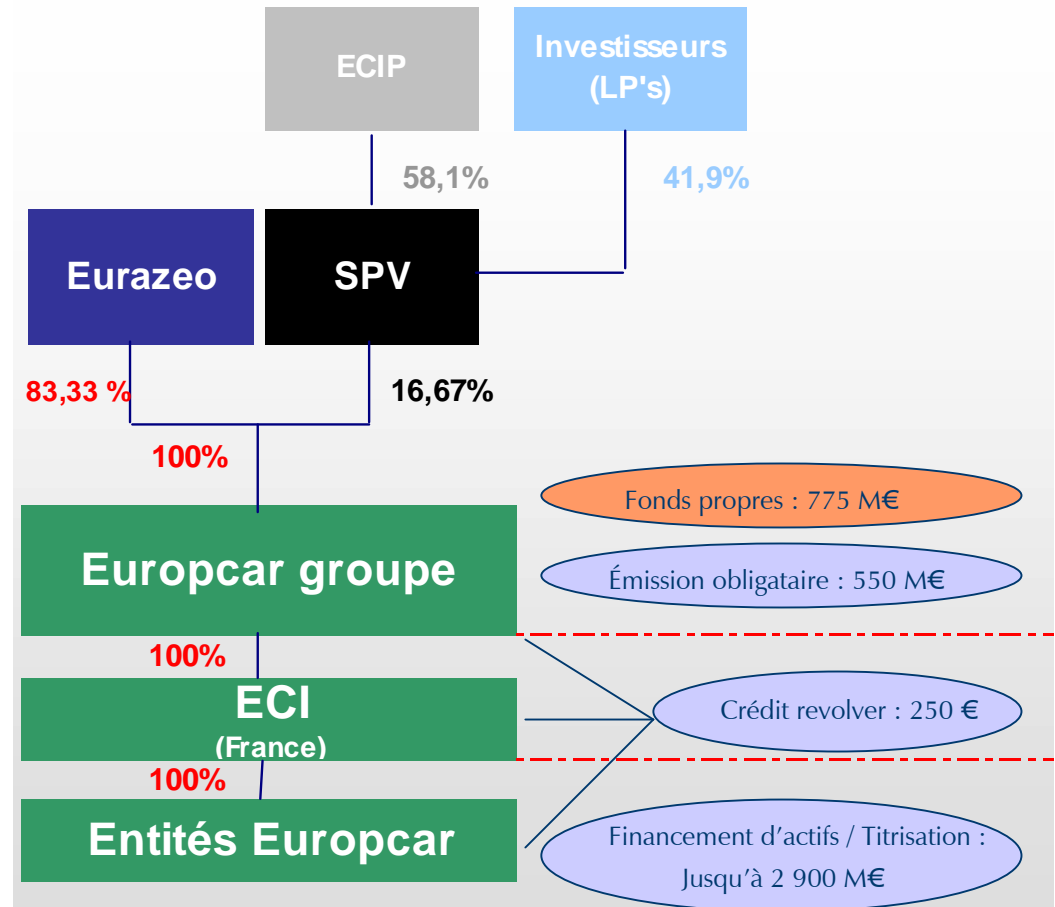 ECIP
Investisseurs
(LP's)
58,1%
41,9%
Eurazeo
SPV
83,33 %
16,67%
100%
Fonds propres : 775 M€
Europcar groupe
Émission obligataire : 550 M€
100%
ECI
(France)
Crédit revolver : 250 €
100%
Entités Europcar
Financement d’actifs / Titrisation :
Jusqu’à 2 900 M€